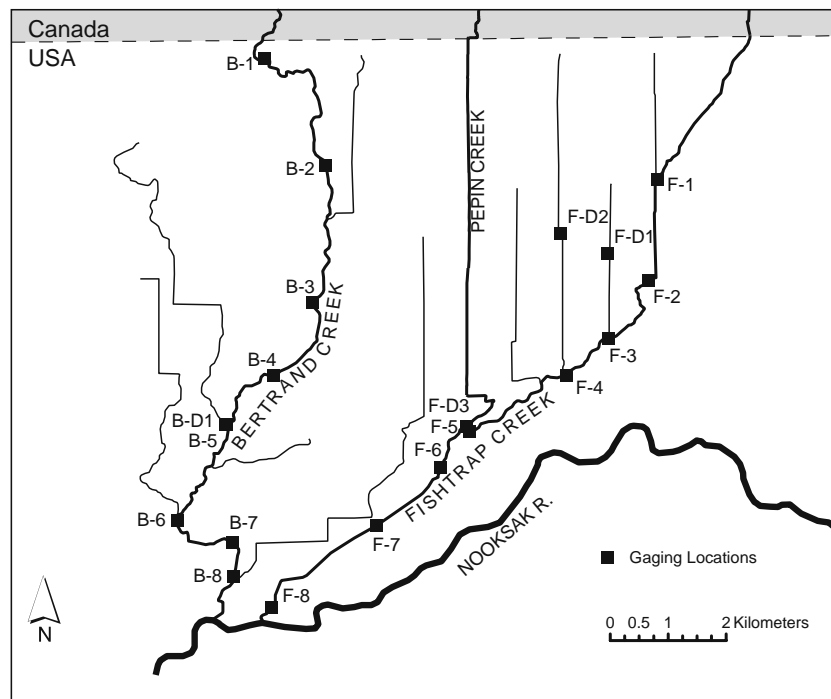 Canada
USA
B-1
B-2
F-1
PEPIN CREEK
F-D2
F-D1
F-2
B-3
BERTRAND CREEK
F-3
B-4
F-4
B-D1
B-5
F-D3
F-5
FISHTRAP CREEK
F-6
B-6
B-7
F-7
NOOKSAK R.
B-8
F-8
Gaging Locations
N
0 0.5 1 2 Kilometers